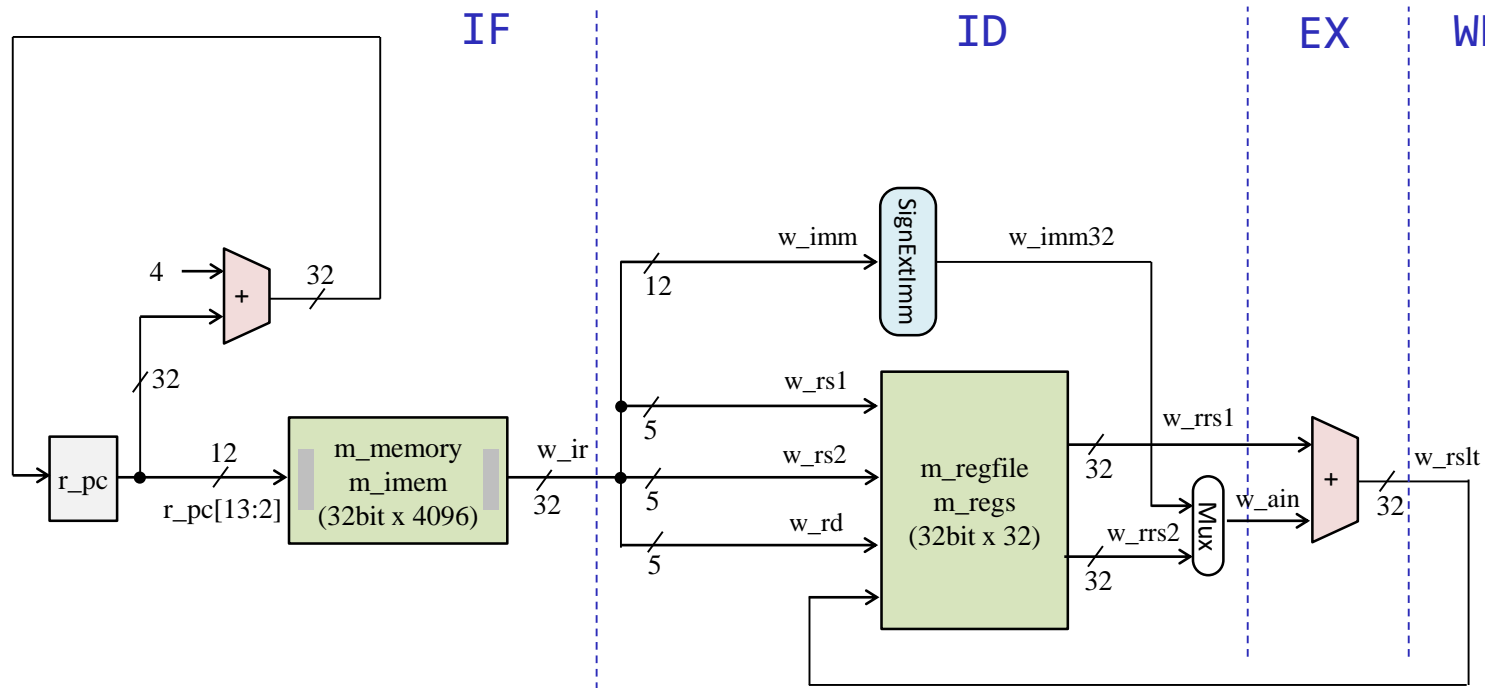 IF
ID
EX
4
+
32
32
r_pc
12
r_pc[13:2]
m_memory
m_imem
(32bit x 4096)
w_ir
32
w_imm
12
SignExtImm
w_imm32
w_rs1
5
w_rs2
5
w_rd
5
m_regfile
m_regs
(32bit x 32)
w_rrs1
32
w_rrs2
32
Mux
w_ain
+
w_rslt
32